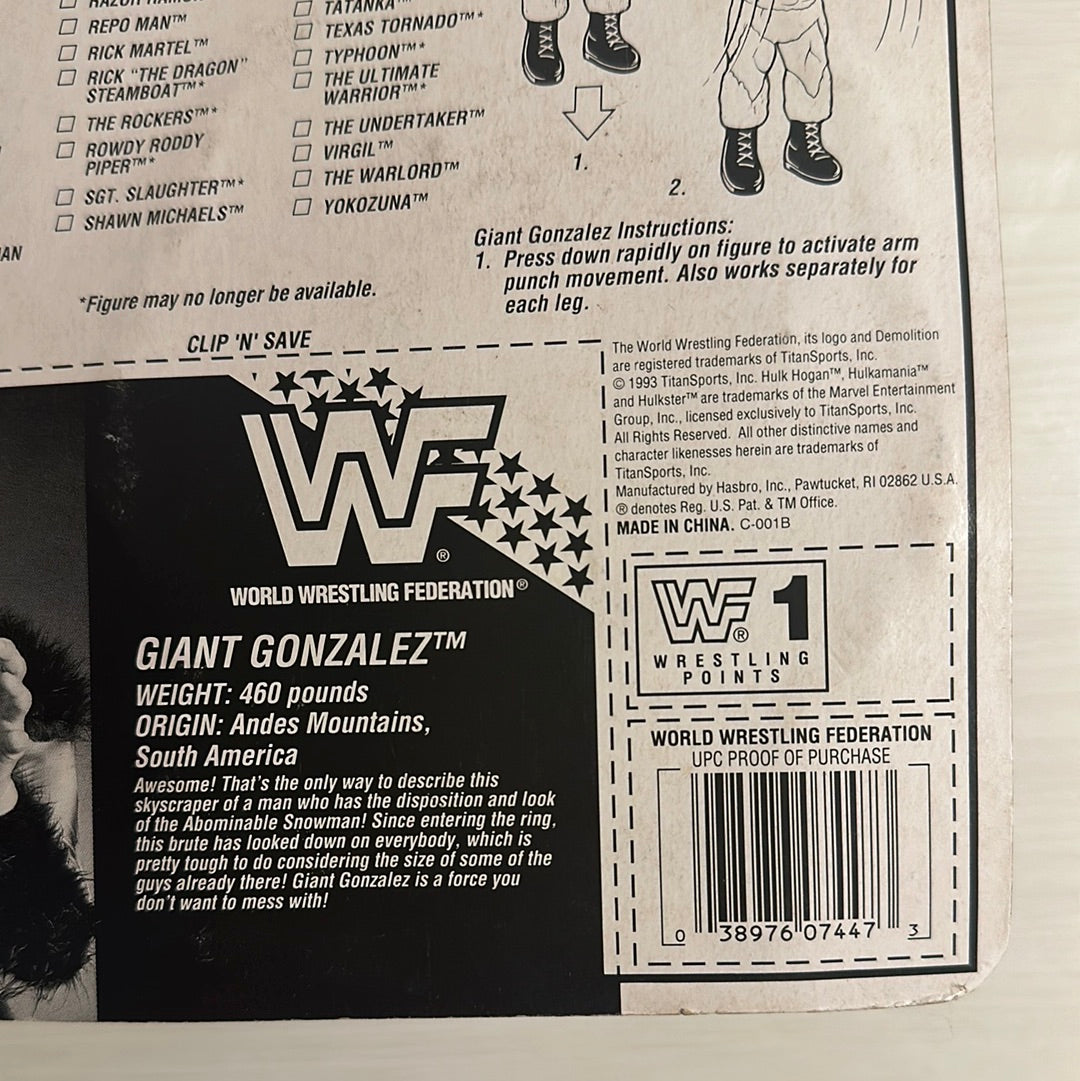 RAZOR RAMON
☐ REPO MAN™
☐ RICK MARTEL™
☐ RICK "THE DRAGON"
STEAMBOAT™*
☐ THE ROCKERS™*
☐ ROWDY RODDY
PIPER™*
☐ SGT. SLAUGHTER™*
☐ SHAWN MICHAELS™
☐ TATANKA™
☐ TEXAS TORNADO™*
☐ TYPHOON™*
☐ THE ULTIMATE
WARRIOR™*
☐ THE UNDERTAKER™
☐ VIRGIL™
☐ THE WARLORD™
☐ YOKOZUNA™
*Figure may no longer be available.
1.
2.
Giant Gonzalez Instructions:
1. Press down rapidly on figure to activate arm
punch movement. Also works separately for
each leg.
CLIP 'N' SAVE
WF
®
WORLD WRESTLING FEDERATION®
GIANT GONZALEZ™
WEIGHT: 460 pounds
ORIGIN: Andes Mountains,
South America
Awesome! That's the only way to describe this
skyscraper of a man who has the disposition and look
of the Abominable Snowman! Since entering the ring,
this brute has looked down on everybody, which is
pretty tough to do considering the size of some of the
guys already there! Giant Gonzalez is a force you
don't want to mess with!
The World Wrestling Federation, its logo and Demolition
are registered trademarks of TitanSports, Inc.
© 1993 TitanSports, Inc. Hulk Hogan™, Hulkamania™
and Hulkster™ are trademarks of the Marvel Entertainment
Group, Inc., licensed exclusively to TitanSports, Inc.
All Rights Reserved. All other distinctive names and
character likenesses herein are trademarks of
TitanSports, Inc.
Manufactured by Hasbro, Inc., Pawtucket, RI 02862 U.S.A.
® denotes Reg. U.S. Pat. & TM Office.
MADE IN CHINA. C-001B
WF® 1
WRESTLING
POINTS
WORLD WRESTLING FEDERATION
UPC PROOF OF PURCHASE
0 38976 07447 3